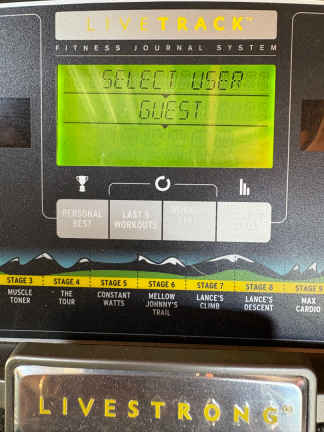 LIVETRACK™
FITNESS JOURNAL SYSTEM
SELECT USER
GUEST
PERSONAL BEST
LAST 5 WORKOUTS
STAGE 3 STAGE 4 STAGE 5 STAGE 6 STAGE 7 STAGE 8 STAGE 9
MUSCLE TONER
THE TOUR
CONSTANT WATTS
MELLOW JOHNNY'S TRAIL
LANCE'S CLIMB
LANCE'S DESCENT
MAX CARDIO
LIVESTRONG